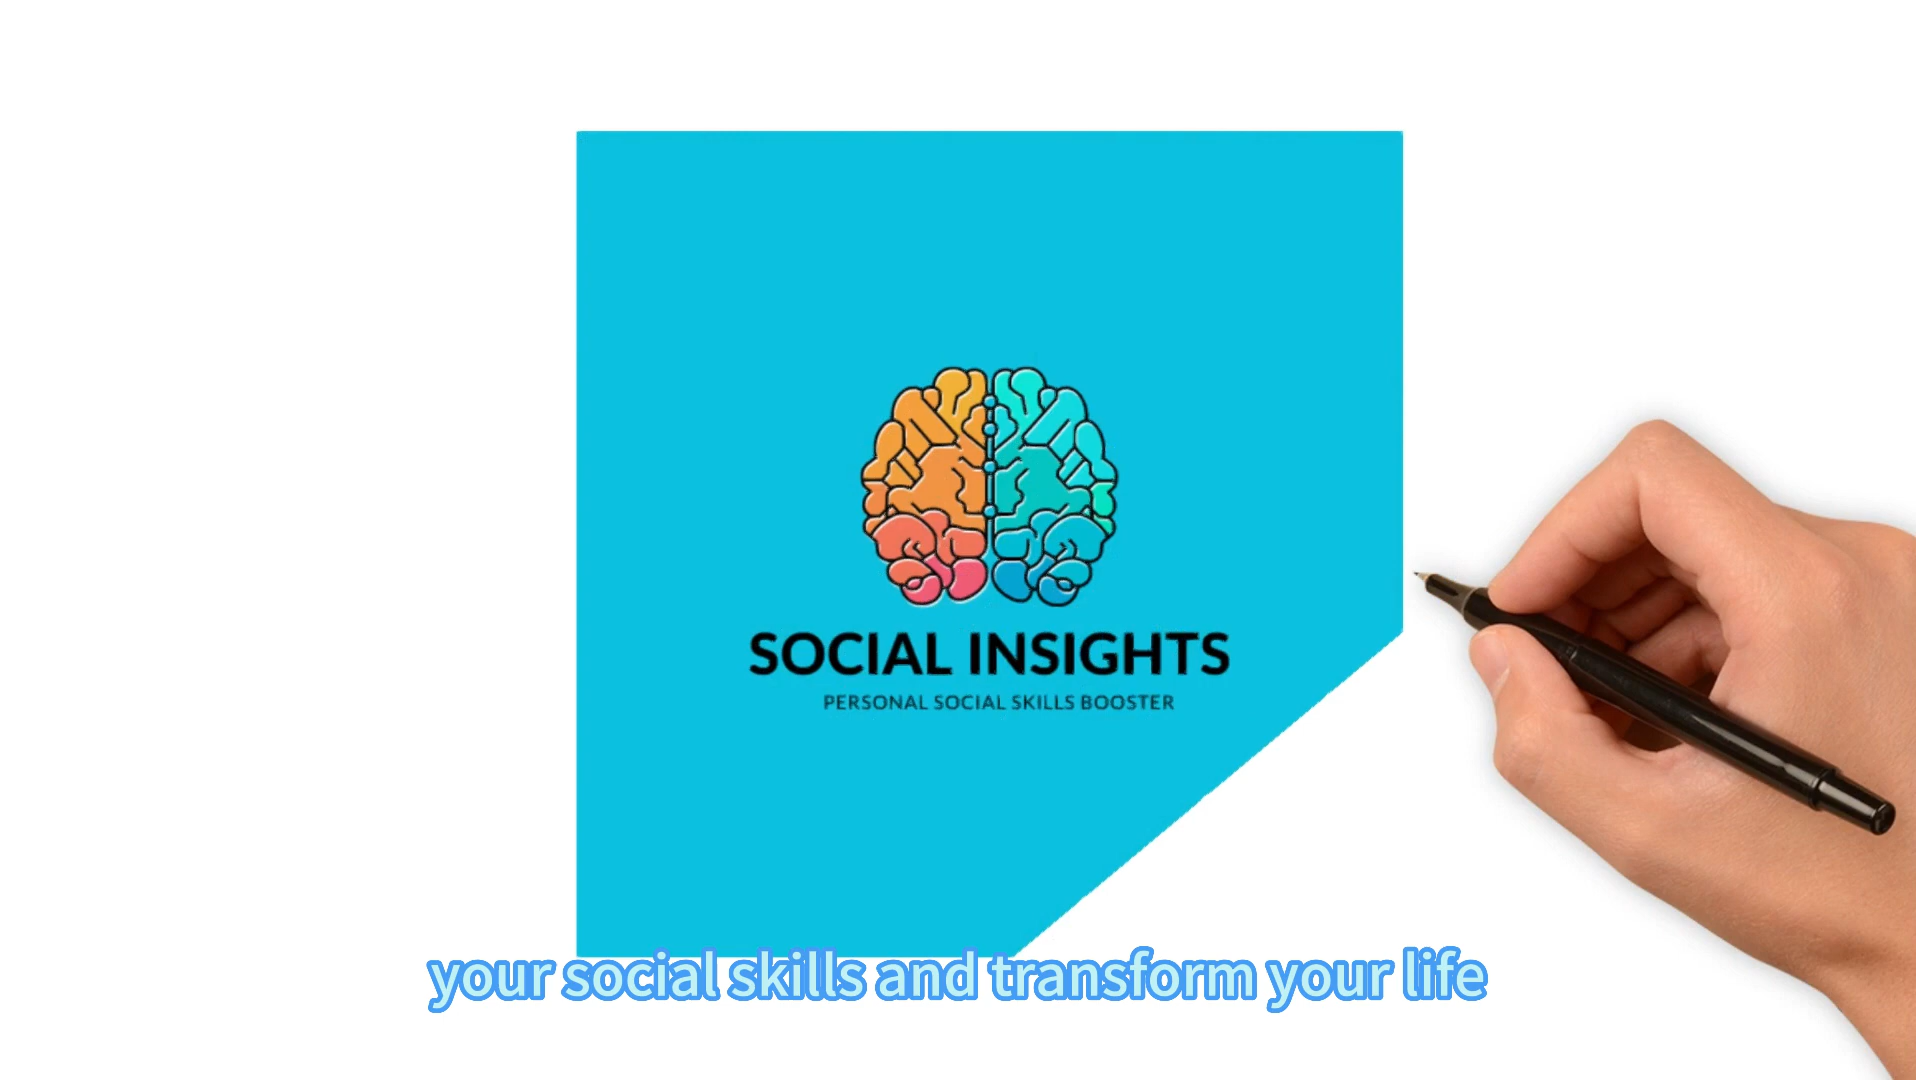 SOCIAL INSIGHTS
PERSONAL SOCIAL SKILLS BOOSTER
your social skills and transform your life